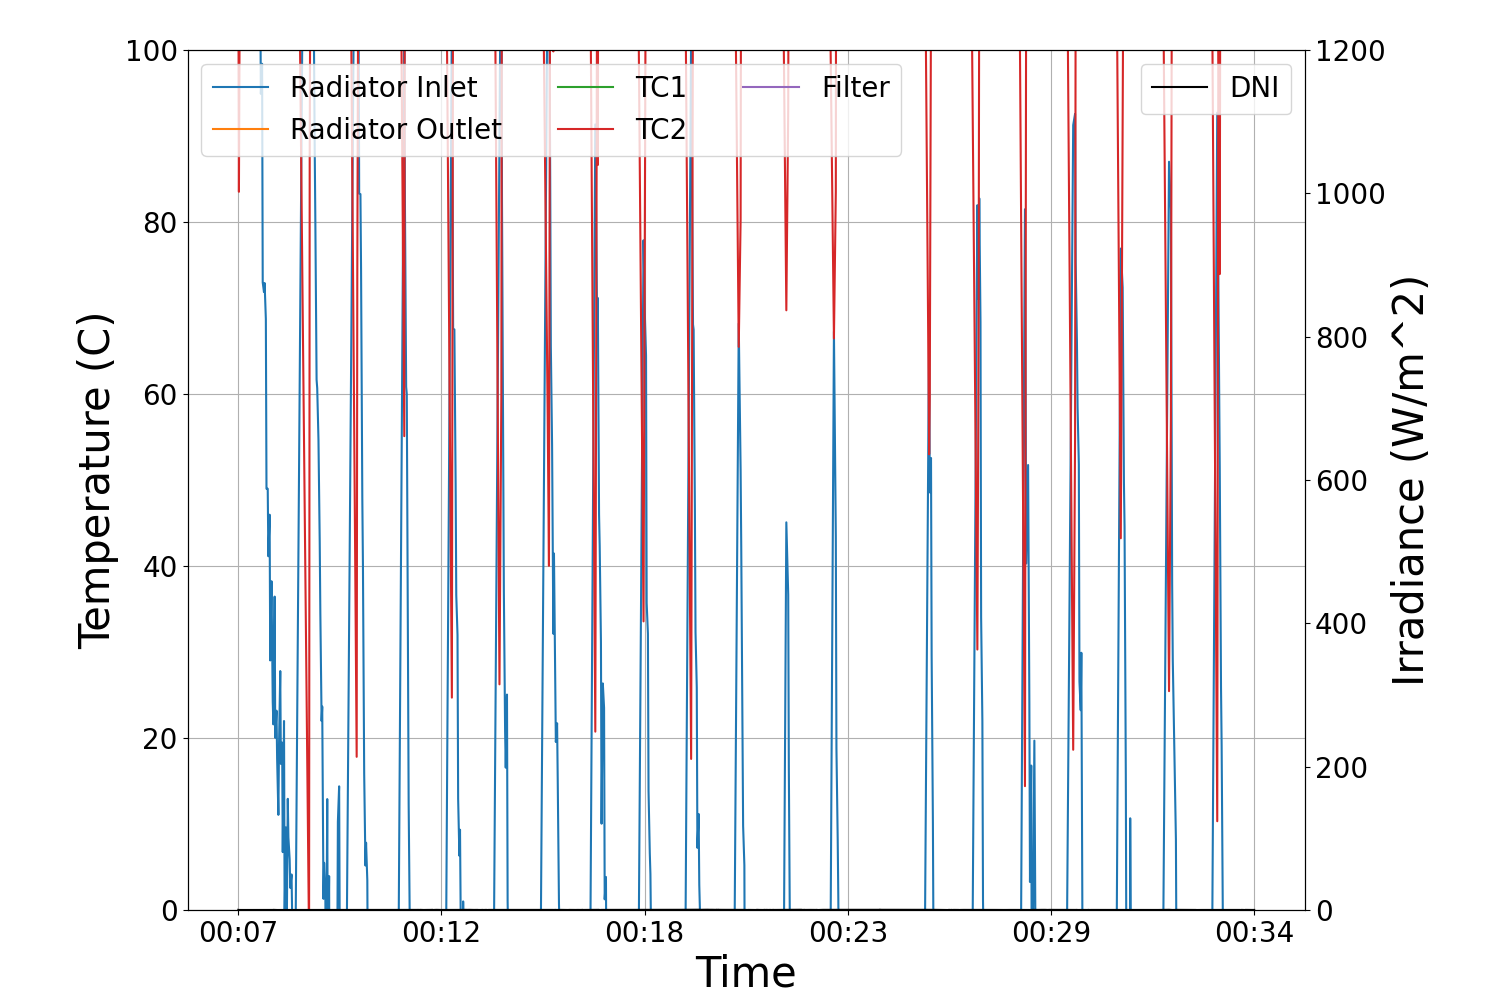 Radiator Inlet
Radiator Outlet
TC1
TC2
Filter
DNI
Temperature (C)
100
80
60
40
20
0
1200
1000
800
600
400
200
0
Irradiance (W/m^2)
00:07 00:12 00:18 00:23 00:29 00:34
Time